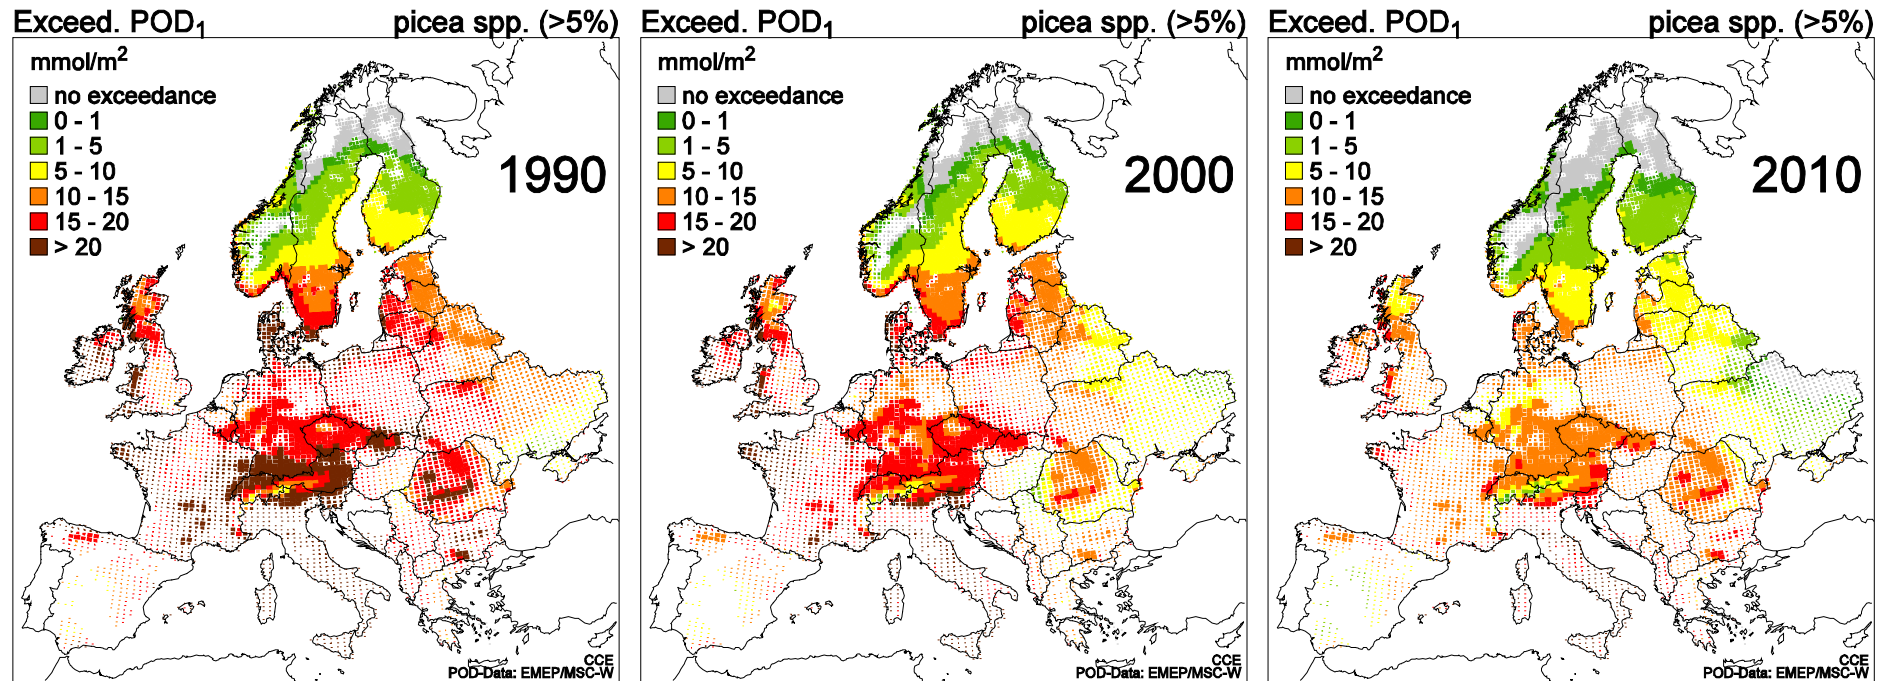 Exceed. POD₁ picea spp. (>5%)
mmol/m²
no exceedance
0 - 1
1 - 5
5 - 10
10 - 15
15 - 20
> 20
1990
CCE
POD-Data: EMEP/MSC-W
Exceed. POD₁ picea spp. (>5%)
mmol/m²
no exceedance
0 - 1
1 - 5
5 - 10
10 - 15
15 - 20
> 20
2000
CCE
POD-Data: EMEP/MSC-W
Exceed. POD₁ picea spp. (>5%)
mmol/m²
no exceedance
0 - 1
1 - 5
5 - 10
10 - 15
15 - 20
> 20
2010
CCE
POD-Data: EMEP/MSC-W